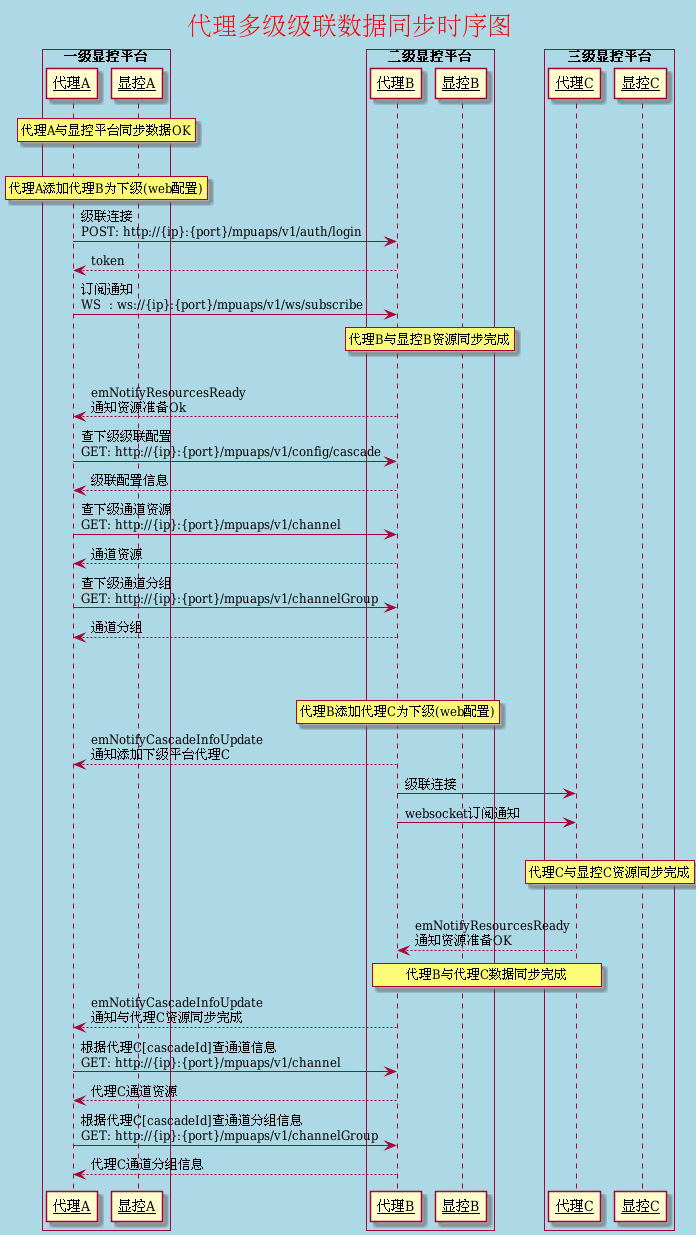 代理多级级联数据同步时序图
一级显控平台 二级显控平台 三级显控平台
代理A 显控A 代理B 显控B 代理C 显控C
代理A与显控平台同步数据OK
代理A添加代理B为下级(web配置)
级联连接
POST: http://{ip}:{port}/mpuaps/v1/auth/login
token
订阅通知
WS : ws://{ip}:{port}/mpuaps/v1/ws/subscribe
代理B与显控B资源同步完成
emNotifyResourcesReady
通知资源准备Ok
查下级级联配置
GET: http://{ip}:{port}/mpuaps/v1/config/cascade
级联配置信息
查下级通道资源
GET: http://{ip}:{port}/mpuaps/v1/channel
通道资源
查下级通道分组
GET: http://{ip}:{port}/mpuaps/v1/channelGroup
通道分组
代理B添加代理C为下级(web配置)
emNotifyCascadeInfoUpdate
通知添加下级平台代理C
级联连接
websocket订阅通知
代理C与显控C资源同步完成
emNotifyResourcesReady
通知资源准备OK
代理B与代理C数据同步完成
emNotifyCascadeInfoUpdate
通知与代理C资源同步完成
根据代理C[cascadeId]查通道信息
GET: http://{ip}:{port}/mpuaps/v1/channel
代理C通道资源
根据代理C[cascadeId]查通道分组信息
GET: http://{ip}:{port}/mpuaps/v1/channelGroup
代理C通道分组信息
代理A 显控A 代理B 显控B 代理C 显控C